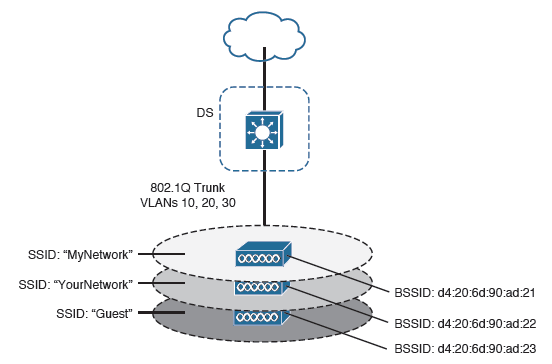 DS
802.1Q Trunk
VLANs 10, 20, 30
SSID: “MyNetwork”
SSID: “YourNetwork”
SSID: “Guest”
BSSID: d4:20:6d:90:ad:21
BSSID: d4:20:6d:90:ad:22
BSSID: d4:20:6d:90:ad:23